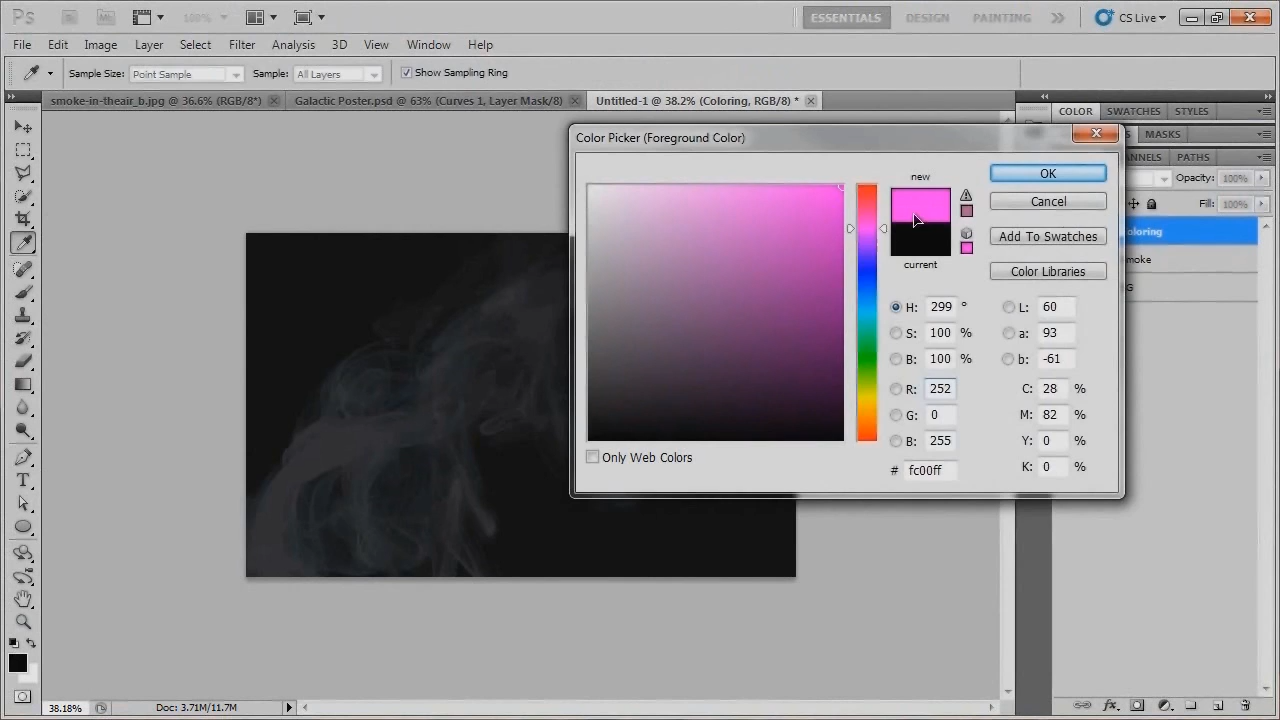 Ps Br Mb 100% ESSENTIALS DESIGN PAINTING CS Live
File Edit Image Layer Select Filter Analysis 3D View Window Help
Sample Size: Point Sample Sample: All Layers Show Sampling Ring
smoke-in-theair_b.jpg @ 36.6% (RGB/8*) Galactic Poster.psd @ 63% (Curves 1, Layer Mask/8) Untitled-1 @ 38.2% (Coloring, RGB/8) *
COLOR SWATCHES STYLES
MASKS
PATHS
Opacity: 100%
Fill: 100%
Color Picker (Foreground Color)
new
current
OK
Cancel
Add To Swatches
Color Libraries
H: 299 ° L: 60
S: 100 % a: 93
B: 100 % b: -61
R: 252 C: 28 %
G: 0 M: 82 %
B: 255 Y: 0 %
# fc00ff K: 0 %
Only Web Colors
T
fx
38.18% Doc: 3.71M/11.7M